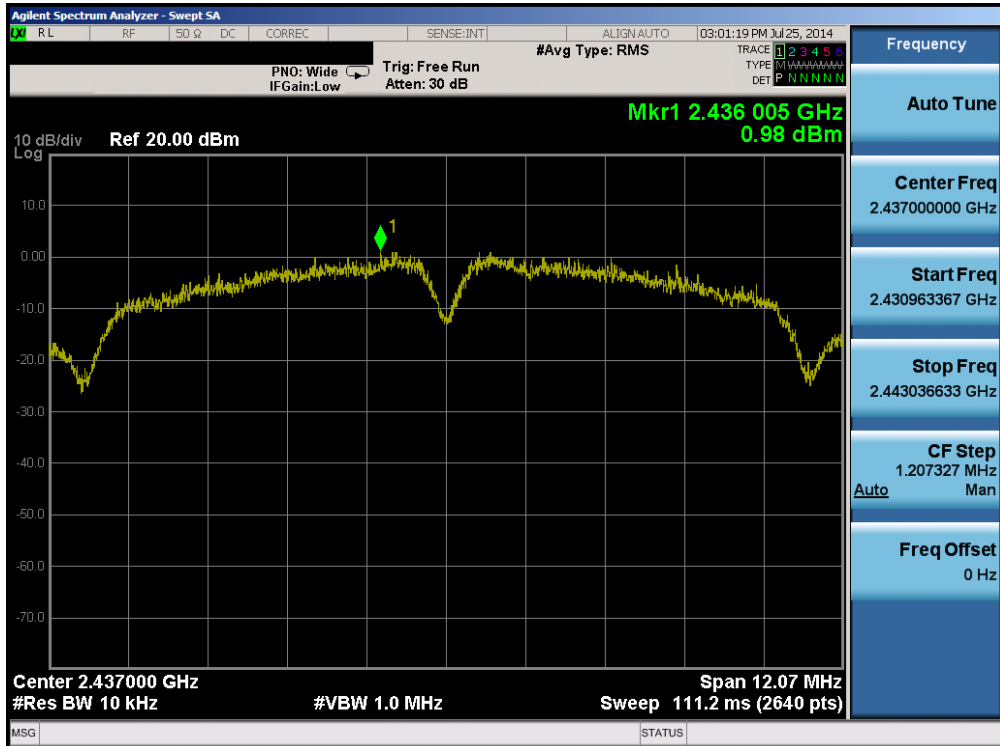 Agilent Spectrum Analyzer - Swept SA
LXI RL RF 50 Ω DC CORREC SENSE:INT ALIGN AUTO 03:01:19 PM Jul 25, 2014
#Avg Type: RMS TRACE 1 2 3 4 5 6
PNO: Wide Trig: Free Run TYPE M WWWWW
IFGain:Low Atten: 30 dB DET P N N N N N
Mkr1 2.436 005 GHz
0.98 dBm
10 dB/div Ref 20.00 dBm
Log
1
10.0
0.00
-10.0
-20.0
-30.0
-40.0
-50.0
-60.0
-70.0
Center 2.437000 GHz Span 12.07 MHz
#Res BW 10 kHz #VBW 1.0 MHz Sweep 111.2 ms (2640 pts)
MSG STATUS
Frequency
Auto Tune
Center Freq
2.437000000 GHz
Start Freq
2.430963367 GHz
Stop Freq
2.443036633 GHz
CF Step
1.207327 MHz
Auto Man
Freq Offset
0 Hz